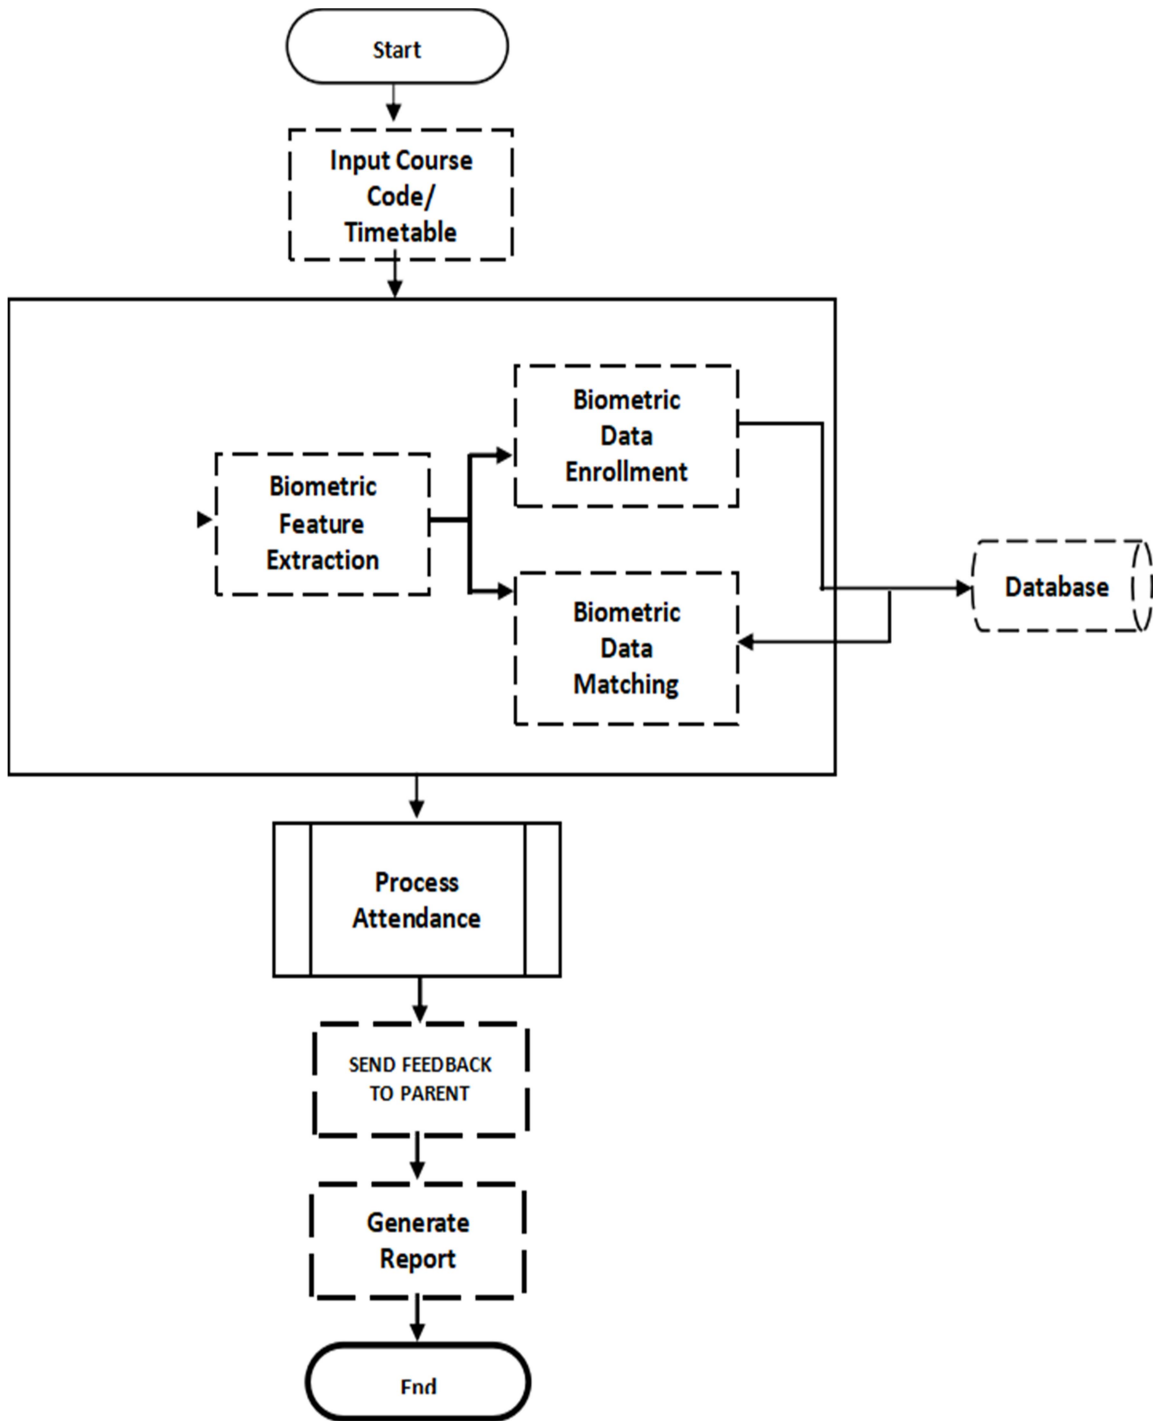 Start
Input Course
Code/
Timetable
Biometric
Data
Enrollment
Biometric
Feature
Extraction
Biometric
Data
Matching
Database
Process
Attendance
SEND FEEDBACK
TO PARENT
Generate
Report
End